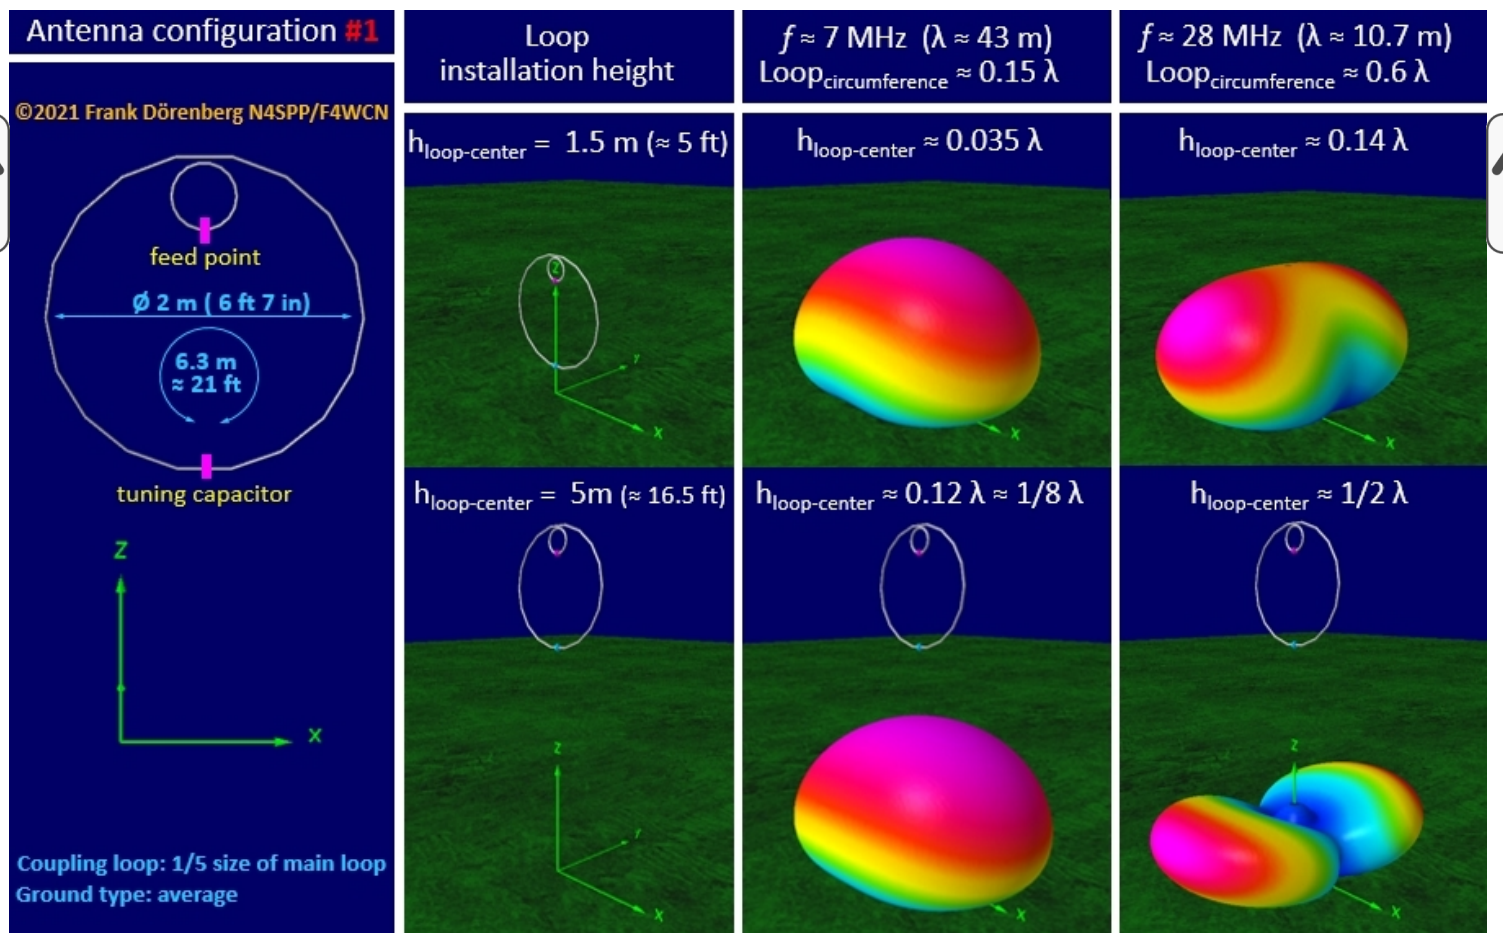 Antenna configuration #1
©2021 Frank Dörenberg N4SPP/F4WCN
feed point
Ø 2 m ( 6 ft 7 in)
6.3 m
≈ 21 ft
tuning capacitor
Z
X
Coupling loop: 1/5 size of main loop
Ground type: average
Loop
installation height
f ≈ 7 MHz (λ ≈ 43 m)
Loopcircumference ≈ 0.15 λ
f ≈ 28 MHz (λ ≈ 10.7 m)
Loopcircumference ≈ 0.6 λ
hloop-center = 1.5 m (≈ 5 ft)
Z
Y
X
hloop-center ≈ 0.035 λ
X
hloop-center ≈ 0.14 λ
X
hloop-center = 5m (≈ 16.5 ft)
Z
Y
X
hloop-center ≈ 0.12 λ ≈ 1/8 λ
X
hloop-center ≈ 1/2 λ
Z
X